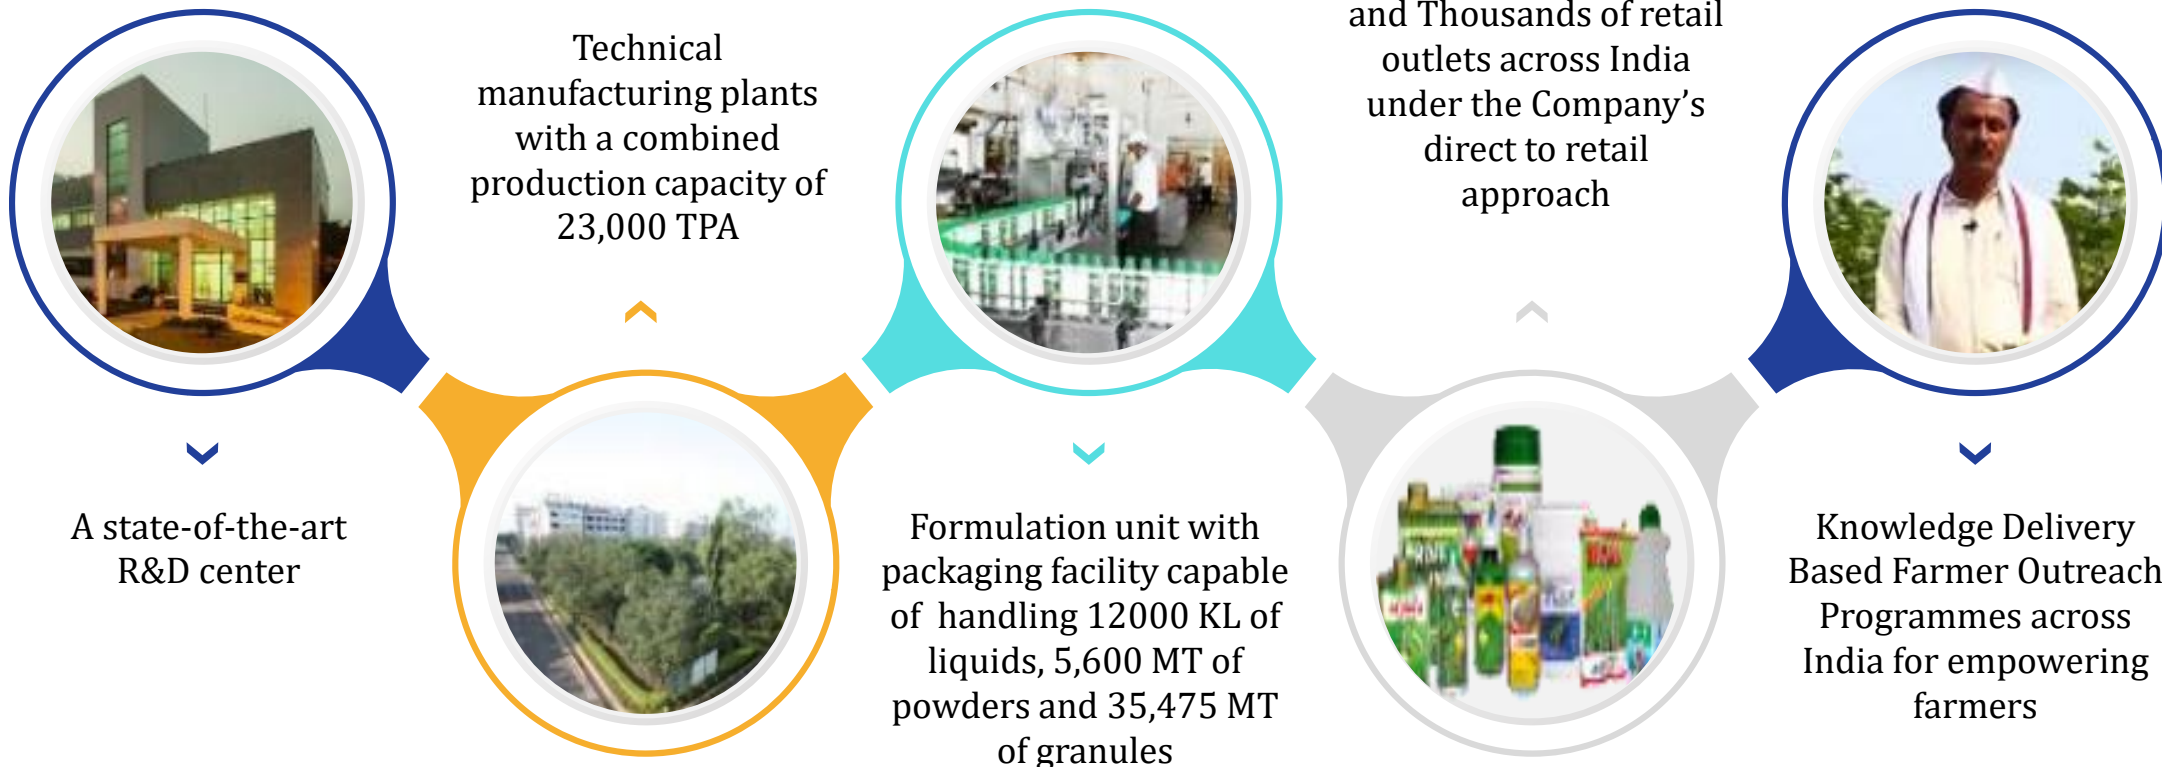 A state-of-the-art
R&D center
Technical
manufacturing plants
with a combined
production capacity of
23,000 TPA
Formulation unit with
packaging facility capable
of  handling 12000 KL of
liquids, 5,600 MT of
powders and 35,475 MT
of granules
and Thousands of retail
outlets across India
under the Company’s
direct to retail
approach
Knowledge Delivery
Based Farmer Outreach
Programmes across
India for empowering
farmers